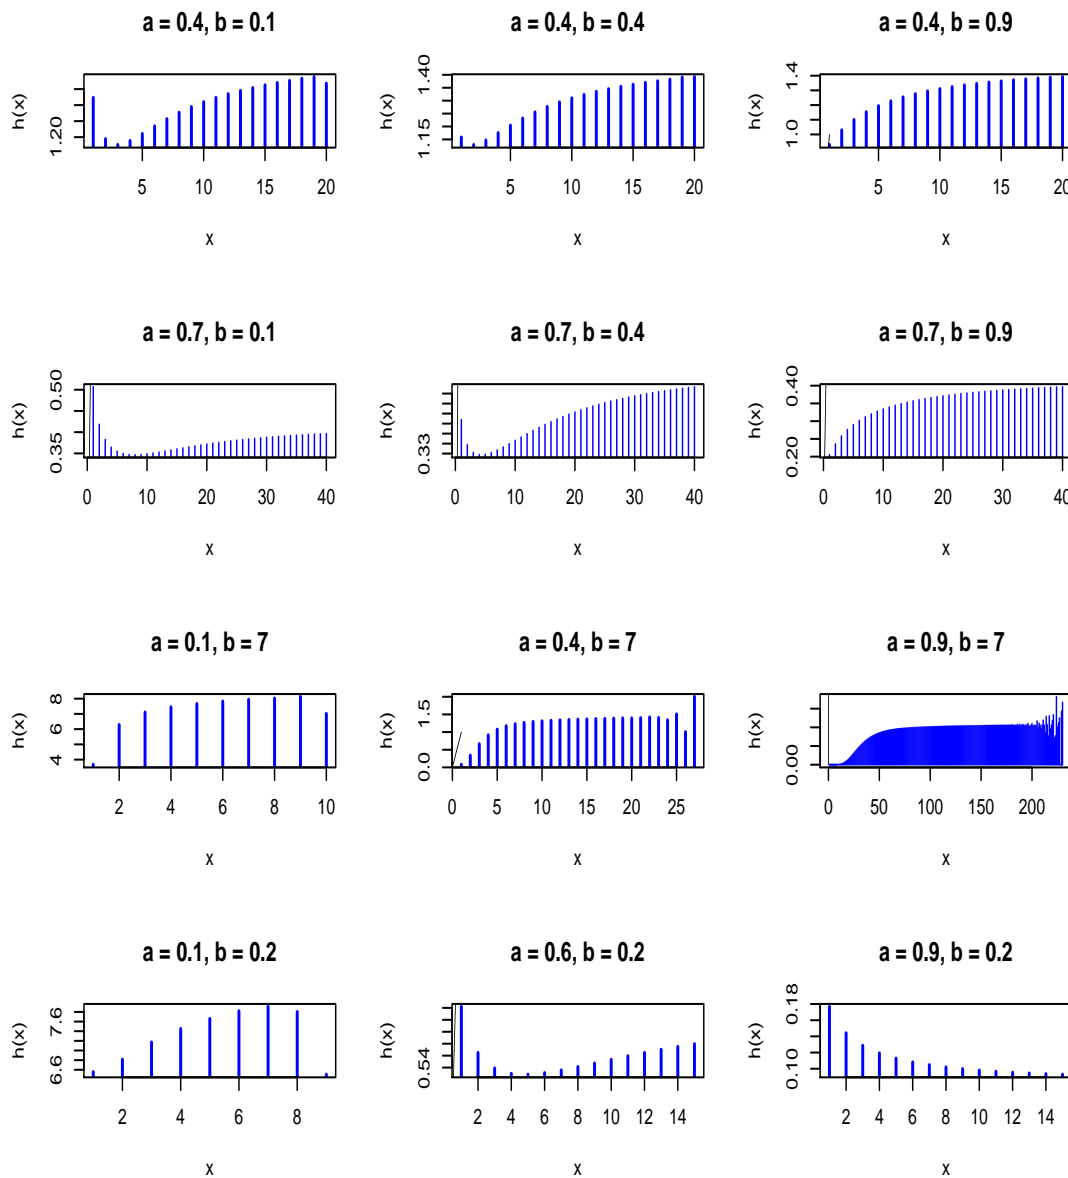 a = 0.4, b = 0.1
a = 0.4, b = 0.4
a = 0.4, b = 0.9
h(x)
1.20
5 10 15 20
x
h(x)
1.15 1.40
5 10 15 20
x
h(x)
1.0 1.4
5 10 15 20
x
a = 0.7, b = 0.1
a = 0.7, b = 0.4
a = 0.7, b = 0.9
h(x)
0.35 0.50
0 10 20 30 40
x
h(x)
0.33
0 10 20 30 40
x
h(x)
0.20 0.40
0 10 20 30 40
x
a = 0.1, b = 7
a = 0.4, b = 7
a = 0.9, b = 7
h(x)
4 6 8
2 4 6 8 10
x
h(x)
0.0 1.5
0 5 10 15 20 25
x
h(x)
0.00
0 50 100 150 200
x
a = 0.1, b = 0.2
a = 0.6, b = 0.2
a = 0.9, b = 0.2
h(x)
6.6 7.6
2 4 6 8
x
h(x)
0.54
2 4 6 8 10 12 14
x
h(x)
0.10 0.18
2 4 6 8 10 12 14
x